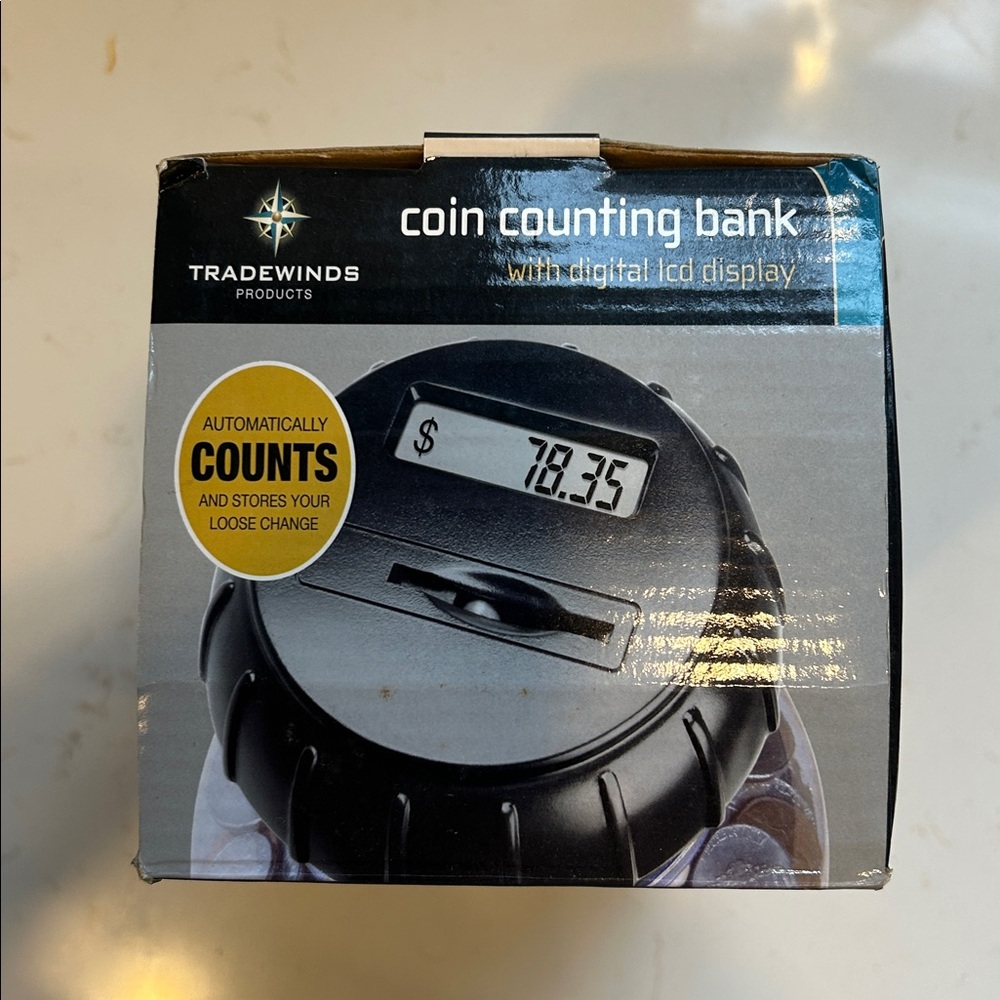 TRADEWINDS
PRODUCTS
coin counting bank
with digital lcd display
AUTOMATICALLY
COUNTS
AND STORES YOUR
LOOSE CHANGE
$ 78.35